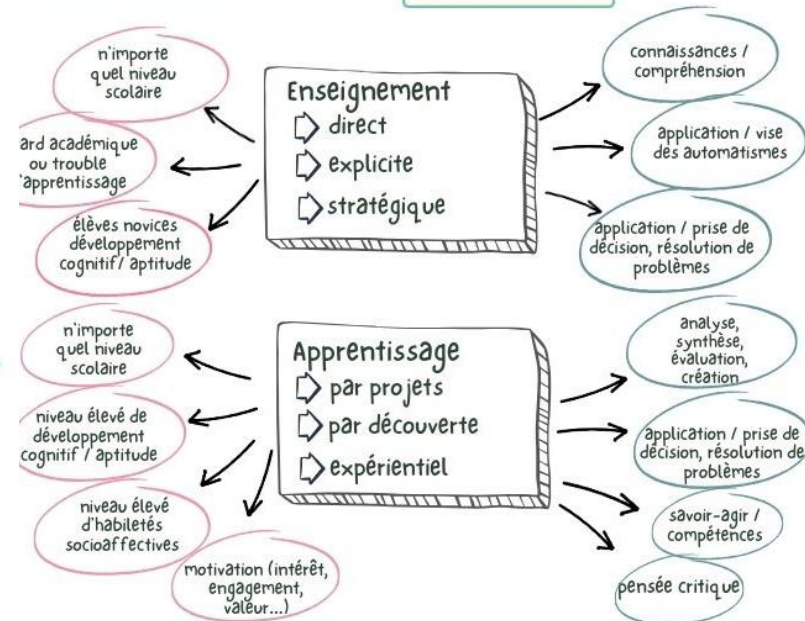 n'importe
quel niveau
scolaire
ard académique
ou trouble
'apprentissage
élèves novices
développement
cognitif/ aptitude
Enseignement
direct
explicite
stratégique
connaissances /
compréhension
application / vise
des automatismes
application / prise de
décision, résolution de
problèmes
n'importe
quel niveau
scolaire
niveau élevé de
développement
cognitif / aptitude
niveau élevé
d'habiletés
socioaffectives
motivation (intérêt,
engagement,
valeur...)
Apprentissage
par projets
par découverte
expérientiel
analyse,
synthèse,
évaluation,
création
application / prise de
décision, résolution de
problèmes
savoir-agir /
compétences
pensée critique